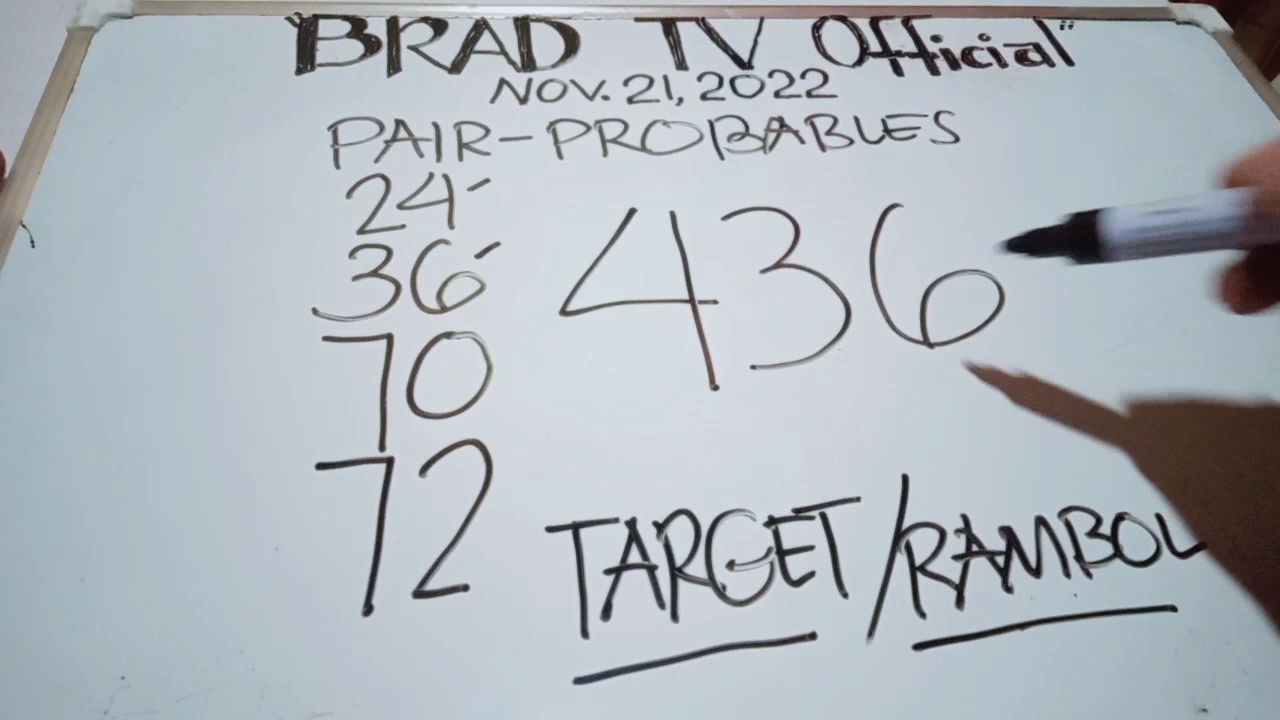 "BRAD TV Official"
NOV. 21, 2022
PAIR-PROBABLES
24
36
70
72
436
TARGET/RAMBOL